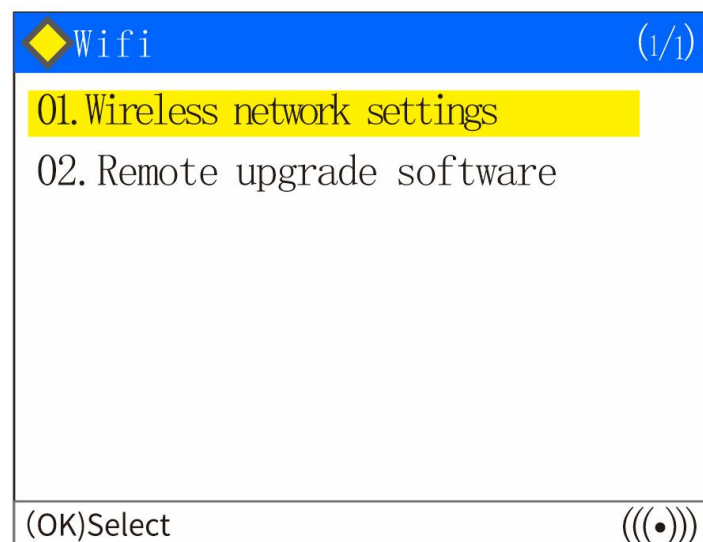 Wifi (1/1)
01.Wireless network settings
02.Remote upgrade software
(OK)Select